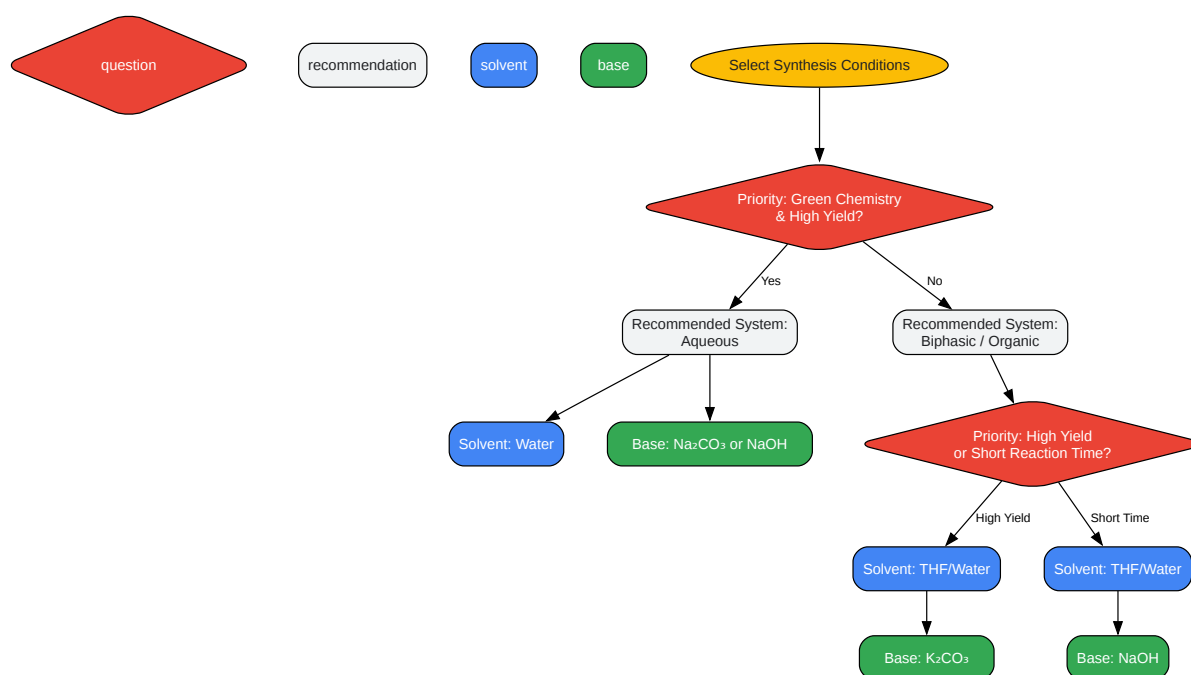 question
recommendation
solvent
base
Select Synthesis Conditions
Priority: Green Chemistry
& High Yield?
Yes
No
Recommended System:
Aqueous
Recommended System:
Biphasic / Organic
Solvent: Water
Base: Na₂CO₃ or NaOH
Priority: High Yield
or Short Reaction Time?
High Yield
Short Time
Solvent: THF/Water
Solvent: THF/Water
Base: K₂CO₃
Base: NaOH